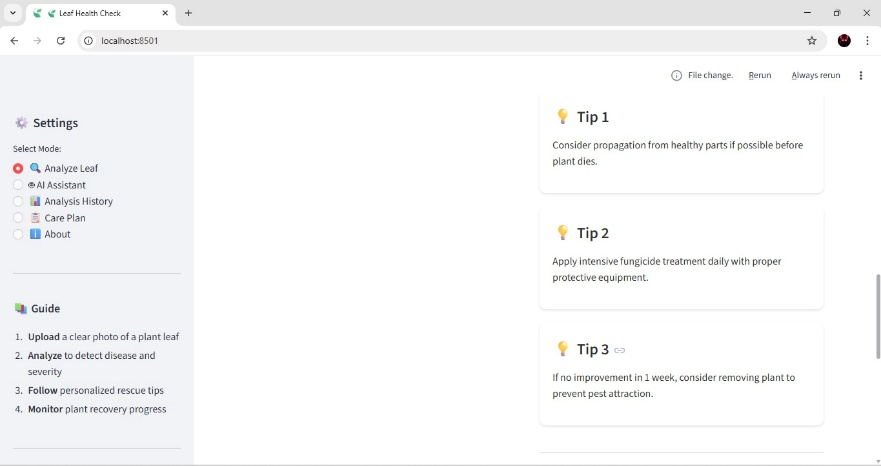 Leaf Health Check
localhost:8501
File change.
Rerun
Always rerun
Settings
Select Mode:
Analyze Leaf
AI Assistant
Analysis History
Care Plan
About
Guide
1. Upload a clear photo of a plant leaf
2. Analyze to detect disease and
severity
3. Follow personalized rescue tips
4. Monitor plant recovery progress
Tip 1
Consider propagation from healthy parts if possible before
plant dies.
Tip 2
Apply intensive fungicide treatment daily with proper
protective equipment.
Tip 3
If no improvement in 1 week, consider removing plant to
prevent pest attraction.